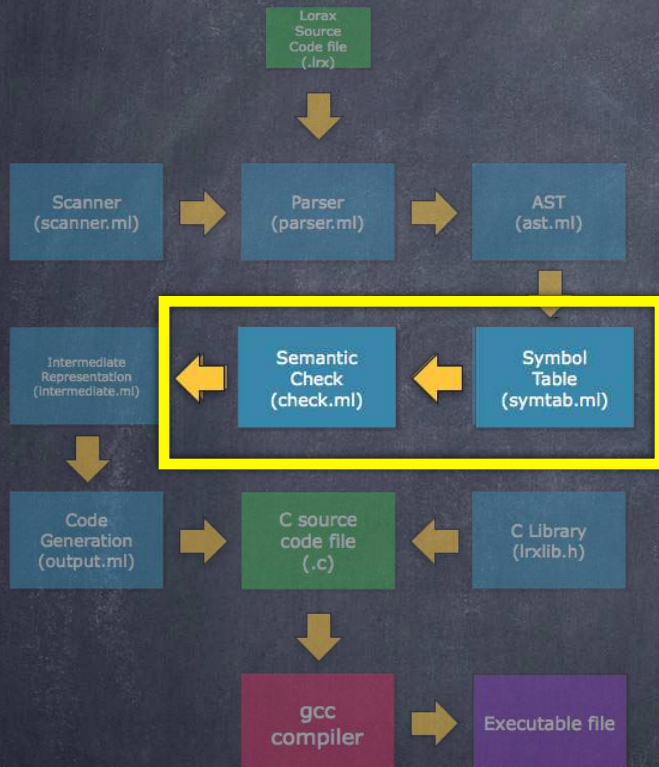 Lorax
Source
Code file
(.lrx)
Scanner
(scanner.ml)
Parser
(parser.ml)
AST
(ast.ml)
Intermediate
Representation
(intermediate.ml)
Semantic
Check
(check.ml)
Symbol
Table
(symtab.ml)
Code
Generation
(output.ml)
C source
code file
(.c)
C Library
(lrxlib.h)
gcc
compiler
Executable file